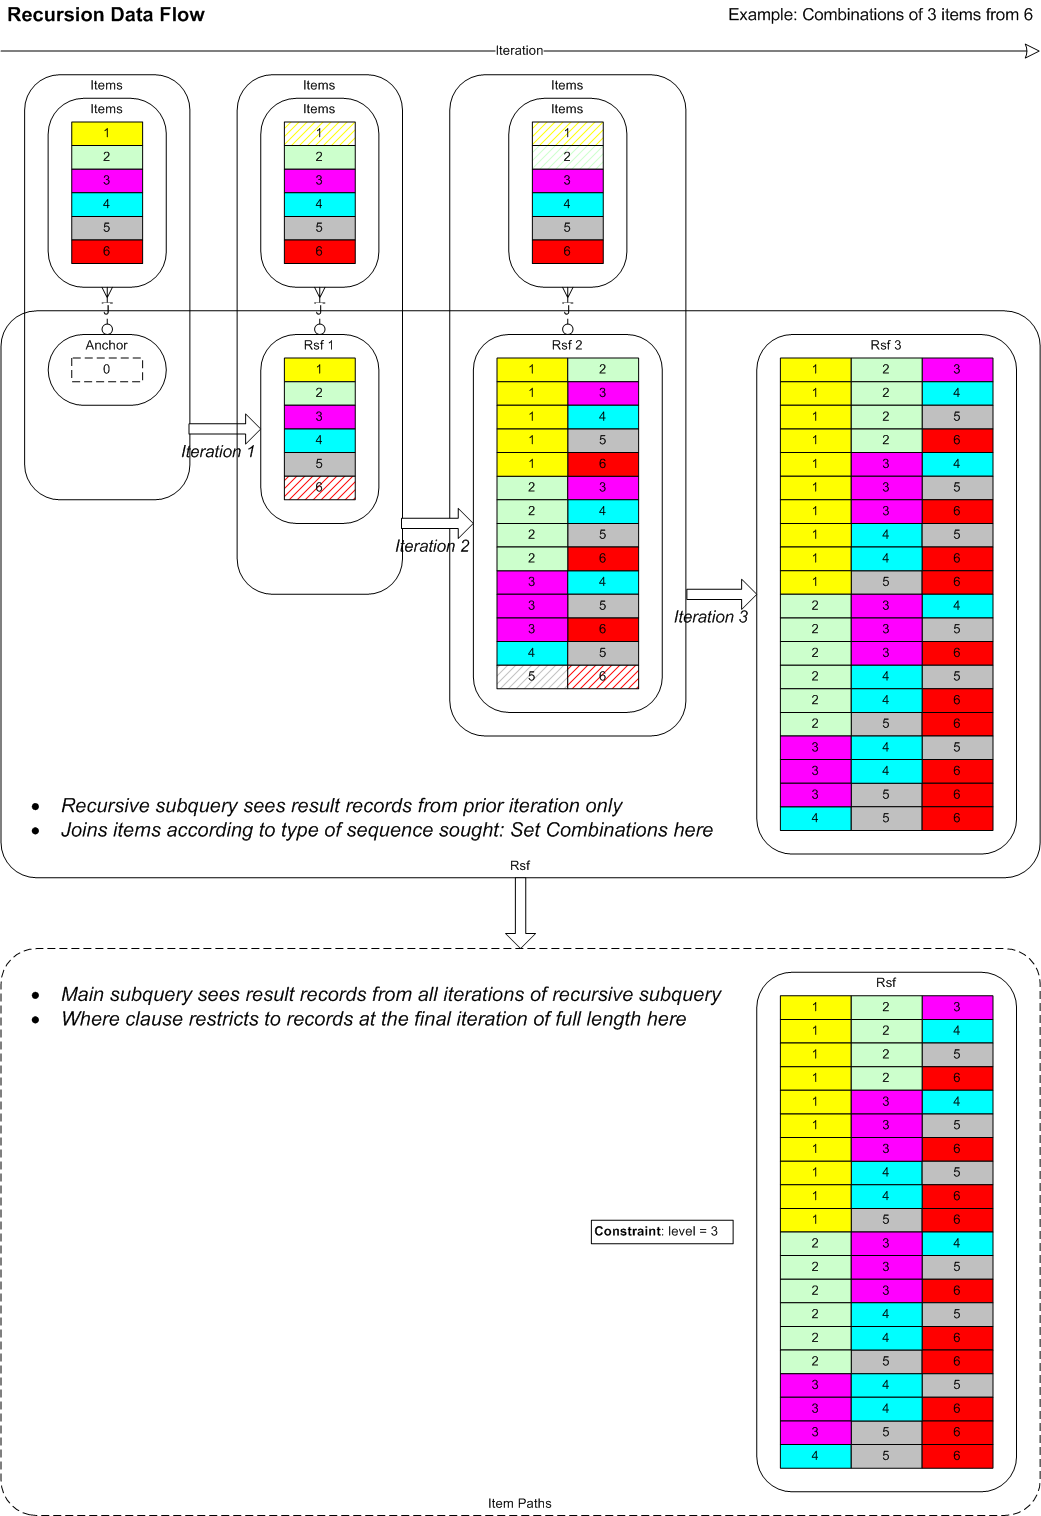 Recursion Data Flow
Example: Combinations of 3 items from 6
Iteration
Items
Items
1
2
3
4
5
6
J
Anchor
0
Iteration 1
Items
Items
1
2
3
4
5
6
J
Rsf 1
1
2
3
4
5
6
Iteration 2
Items
Items
1
2
3
4
5
6
J
Rsf 2
1 2
1 3
1 4
1 5
1 6
2 3
2 4
2 5
2 6
3 4
3 5
3 6
4 5
5 6
Iteration 3
Rsf 3
1 2 3
1 2 4
1 2 5
1 2 6
1 3 4
1 3 5
1 3 6
1 4 5
1 4 6
1 5 6
2 3 4
2 3 5
2 3 6
2 4 5
2 4 6
2 5 6
3 4 5
3 4 6
3 5 6
4 5 6
• Recursive subquery sees result records from prior iteration only
• Joins items according to type of sequence sought: Set Combinations here
Rsf
• Main subquery sees result records from all iterations of recursive subquery
• Where clause restricts to records at the final iteration of full length here
Constraint: level = 3
Rsf
1 2 3
1 2 4
1 2 5
1 2 6
1 3 4
1 3 5
1 3 6
1 4 5
1 4 6
1 5 6
2 3 4
2 3 5
2 3 6
2 4 5
2 4 6
2 5 6
3 4 5
3 4 6
3 5 6
4 5 6
Item Paths